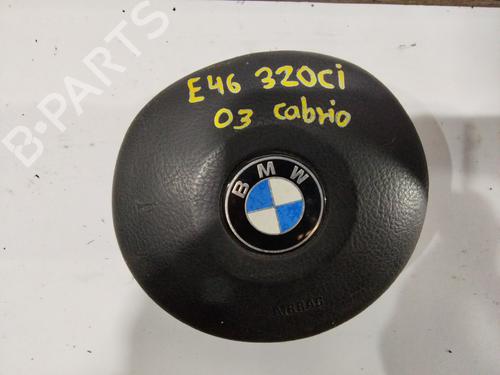 B-PARTS
E46 320Ci
03 Cabrio
BMW
AIRBAG